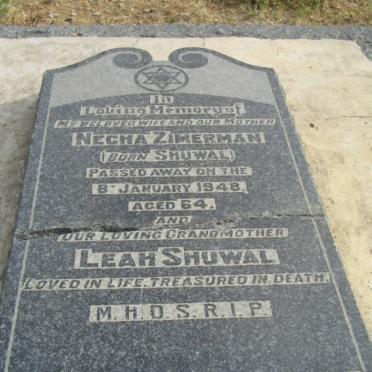 In
Loving Memory of
My beloved wife and our Mother
Necha Zimerman
(Born Shuwal)
Passed away on the
8th January 1948.
Aged 64.
and
our loving Grandmother
Leah Shuwal
Loved in life, treasured in death.
M.H.D.S.R.I.P.